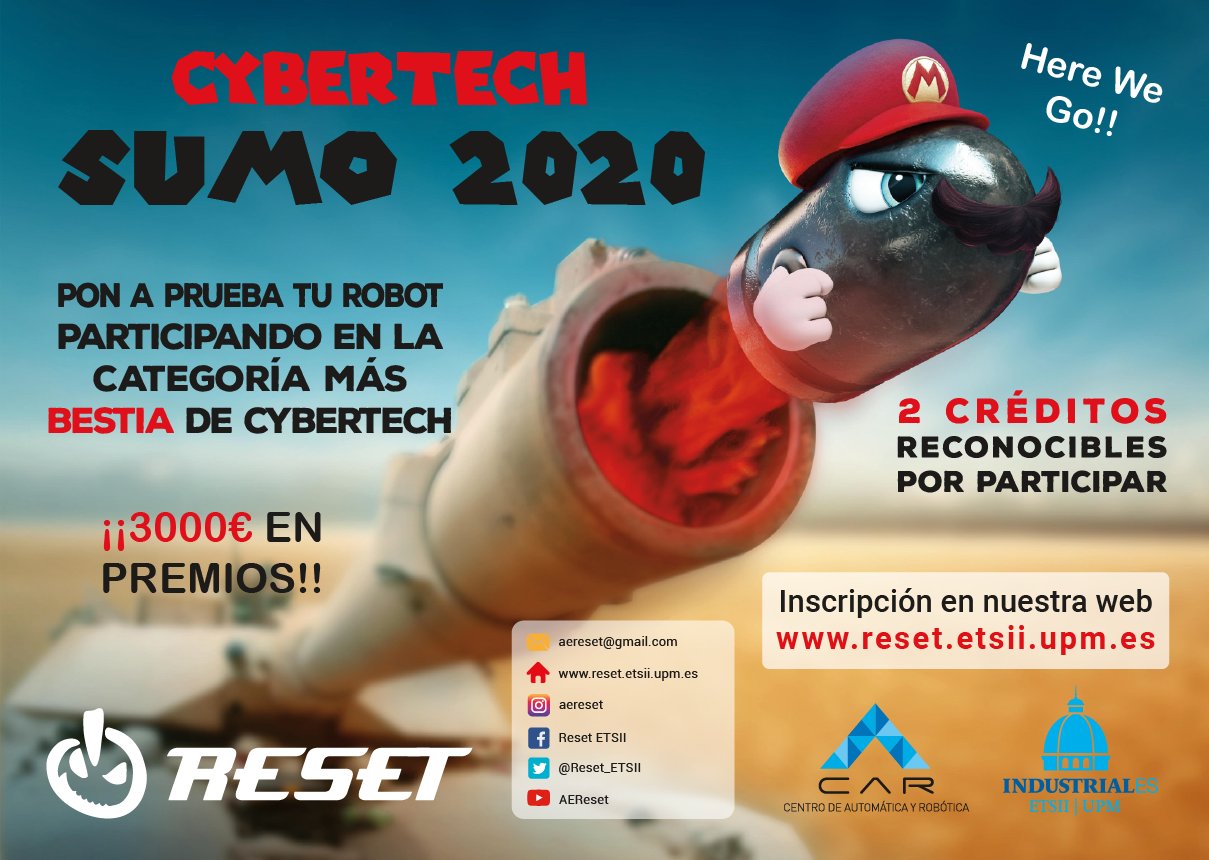 CYBERTECH
SUMO 2020
Here We
Go!!
M
PON A PRUEBA TU ROBOT
PARTICIPANDO EN LA
CATEGORÍA MÁS
BESTIA DE CYBERTECH
2 CRÉDITOS
RECONOCIBLES
POR PARTICIPAR
¡¡3000€ EN
PREMIOS!!
Inscripción en nuestra web
www.reset.etsii.upm.es
aereset@gmail.com
www.reset.etsii.upm.es
aereset
Reset ETSII
@Reset_ETSII
AEReset
RESET
CAR
CENTRO DE AUTOMÁTICA Y ROBÓTICA
INDUSTRIALES
ETSII | UPM